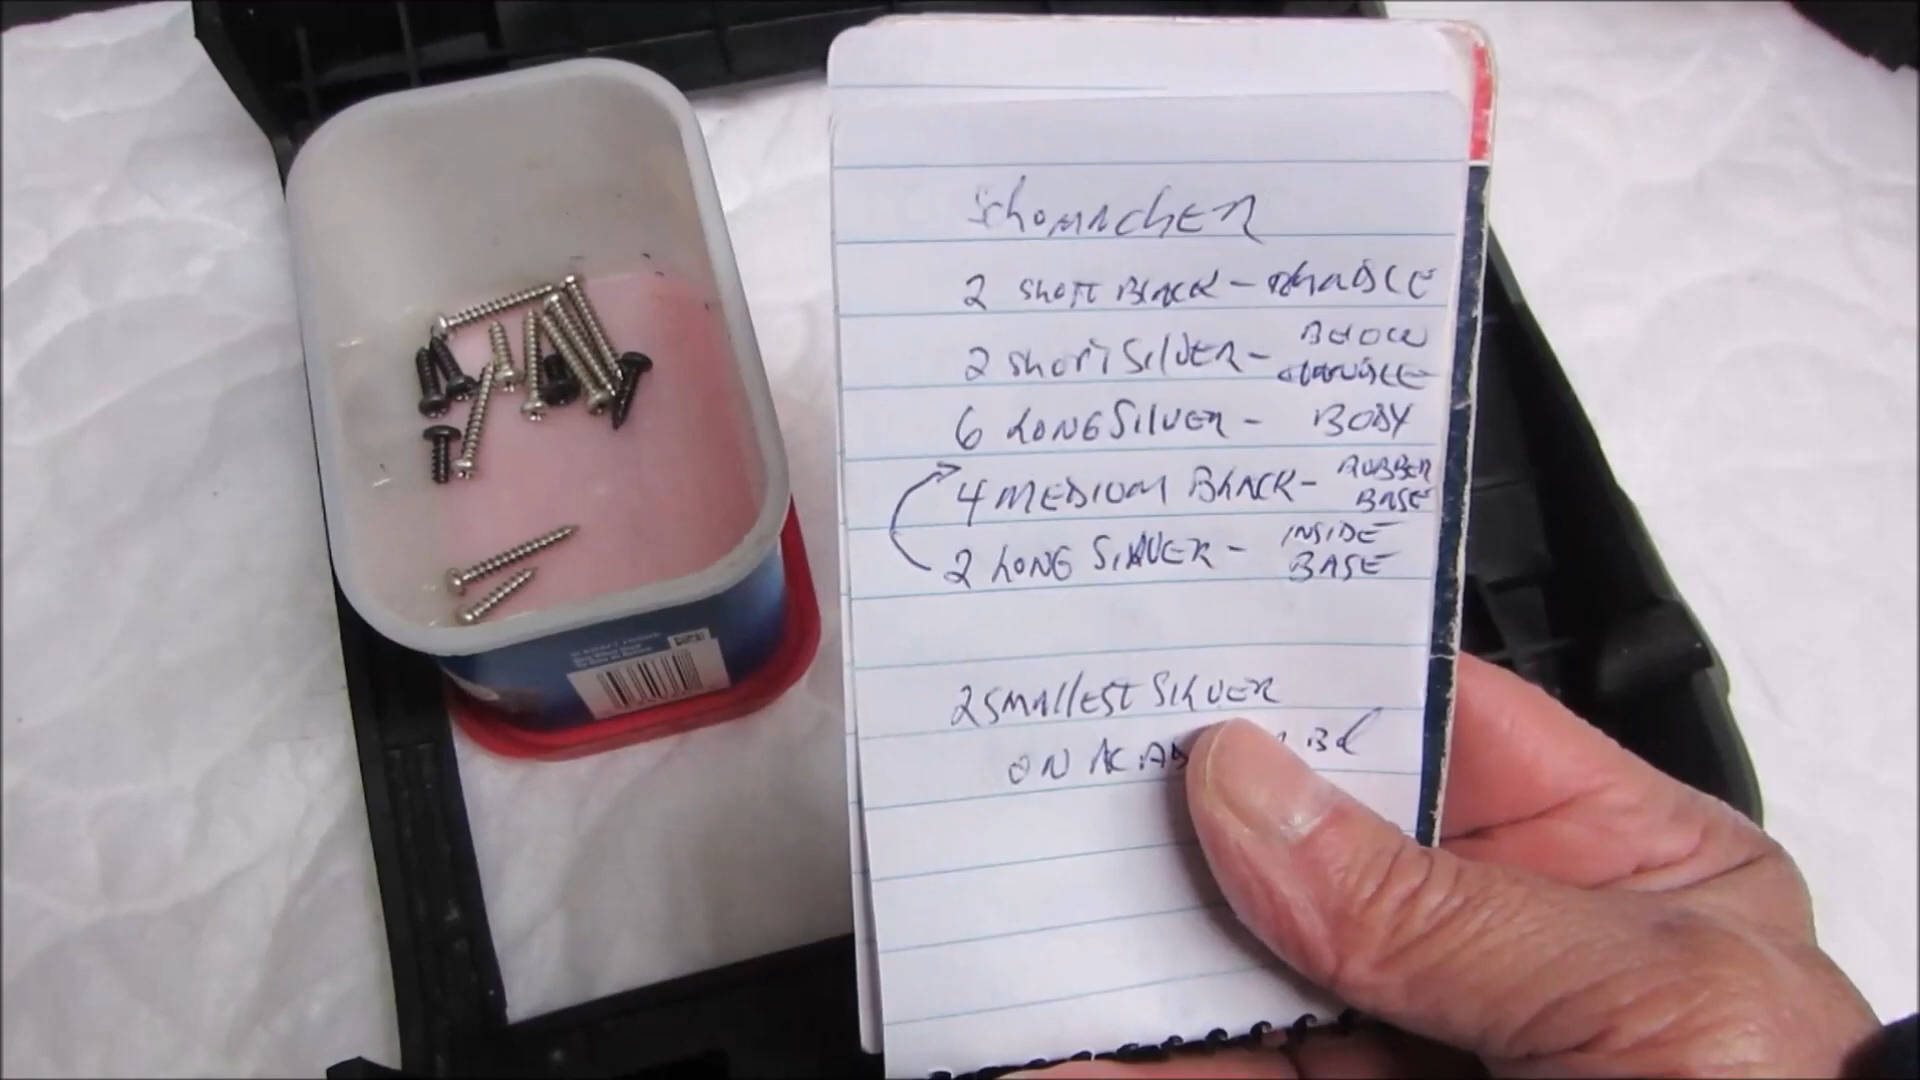 2 SHORT BLACK - HANDLE
2 SHORT SILVER - BELOW
HANDLE
6 LONG SILVER - BODY
4 MEDIUM BLACK - RUBBER
BASE
2 LONG SILVER - INSIDE
BASE
2 SMALLEST SILVER
ON AC